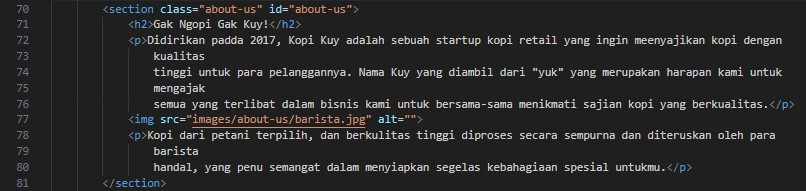 70 <section class="about-us" id="about-us">
71 <h2>Gak Ngopi Gak Kuy!</h2>
72 <p>Didirikan padda 2017, Kopi Kuy adalah sebuah startup kopi retail yang ingin meenyajikan kopi dengan
73 kualitas
74 tinggi untuk para pelanggannya. Nama Kuy yang diambil dari "yuk" yang merupakan harapan kami untuk
75 mengajak
76 semua yang terlibat dalam bisnis kami untuk bersama-sama menikmati sajian kopi yang berkualitas.</p>
77 <img src="images/about-us/barista.jpg" alt="">
78 <p>Kopi dari petani terpilih, dan berkulitas tinggi diproses secara sempurna dan diteruskan oleh para
79 barista
80 handal, yang penu semangat dalam menyiapkan segelas kebahagiaan spesial untukmu.</p>
81 </section>